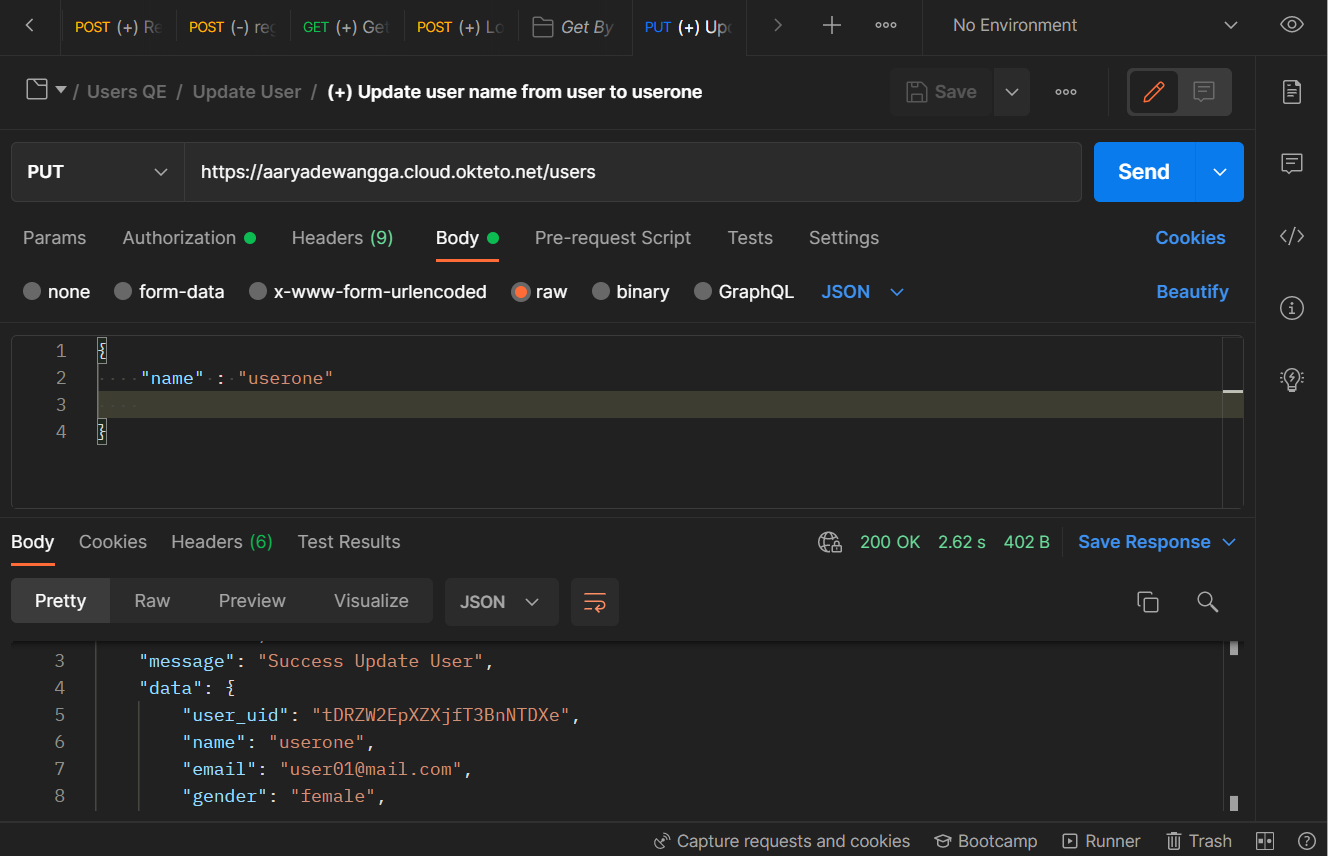 POST (+) Re
POST (-) reg
GET (+) Get
POST (+) Lo
Get By
PUT (+) Upd
No Environment
/ Users QE / Update User / (+) Update user name from user to userone
Save
PUT
https://aaryadewangga.cloud.okteto.net/users
Send
Params Authorization Headers (9) Body Pre-request Script Tests Settings Cookies
none form-data x-www-form-urlencoded raw binary GraphQL JSON Beautify
1 {
2 "name" : "userone"
3
4 }
Body Cookies Headers (6) Test Results 200 OK 2.62 s 402 B Save Response
Pretty Raw Preview Visualize JSON
3 "message": "Success Update User",
4 "data": {
5 "user_uid": "tDRZW2EpXZXjfT3BnNTDXe",
6 "name": "userone",
7 "email": "user01@mail.com",
8 "gender": "female",
Capture requests and cookies Bootcamp Runner Trash